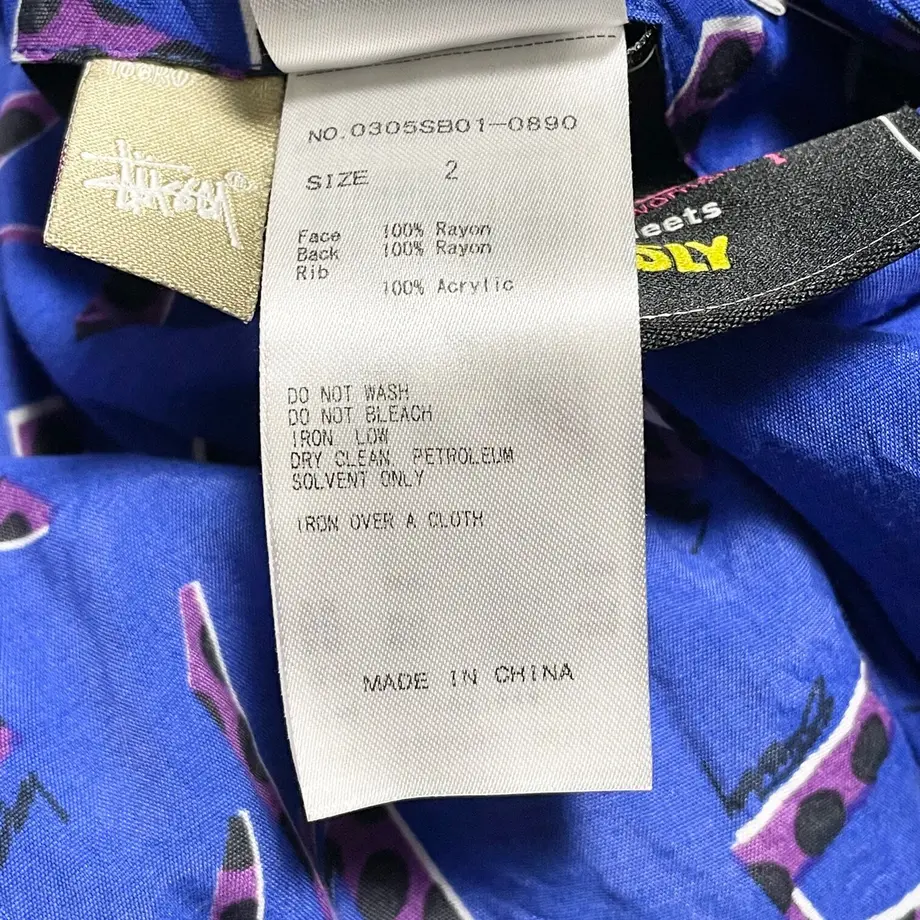 STUSSY®
NO.0305SB01-0890
SIZE 2
Face 100% Rayon
Back 100% Rayon
Rib
100% Acrylic
DO NOT WASH
DO NOT BLEACH
IRON LOW
DRY CLEAN PETROLEUM
SOLVENT ONLY
IRON OVER A CLOTH
MADE IN CHINA
eets